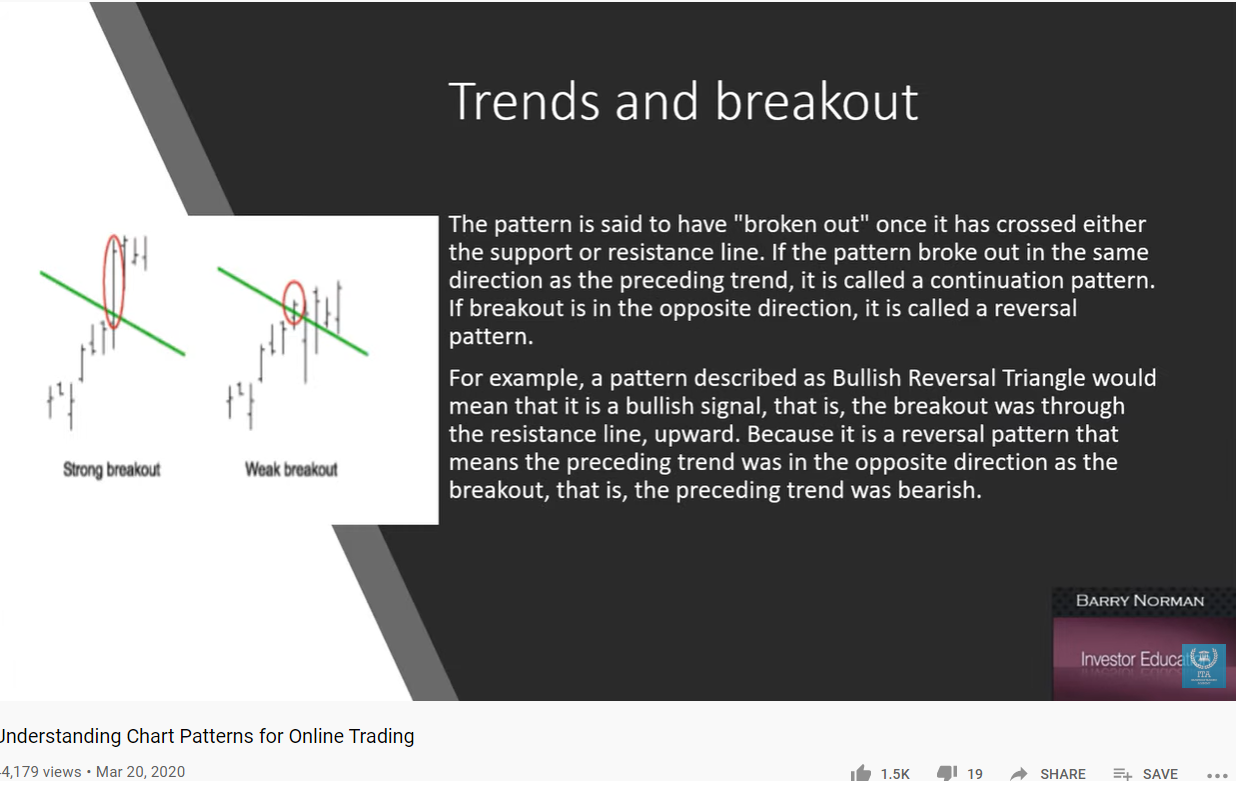 Trends and breakout
The pattern is said to have "broken out" once it has crossed either
the support or resistance line. If the pattern broke out in the same
direction as the preceding trend, it is called a continuation pattern.
If breakout is in the opposite direction, it is called a reversal
pattern.
For example, a pattern described as Bullish Reversal Triangle would
mean that it is a bullish signal, that is, the breakout was through
the resistance line, upward. Because it is a reversal pattern that
means the preceding trend was in the opposite direction as the
breakout, that is, the preceding trend was bearish.
Strong breakout
Weak breakout
BARRY NORMAN
Investor Educat
ITA
Understanding Chart Patterns for Online Trading
4,179 views • Mar 20, 2020
1.5K
19
SHARE
SAVE